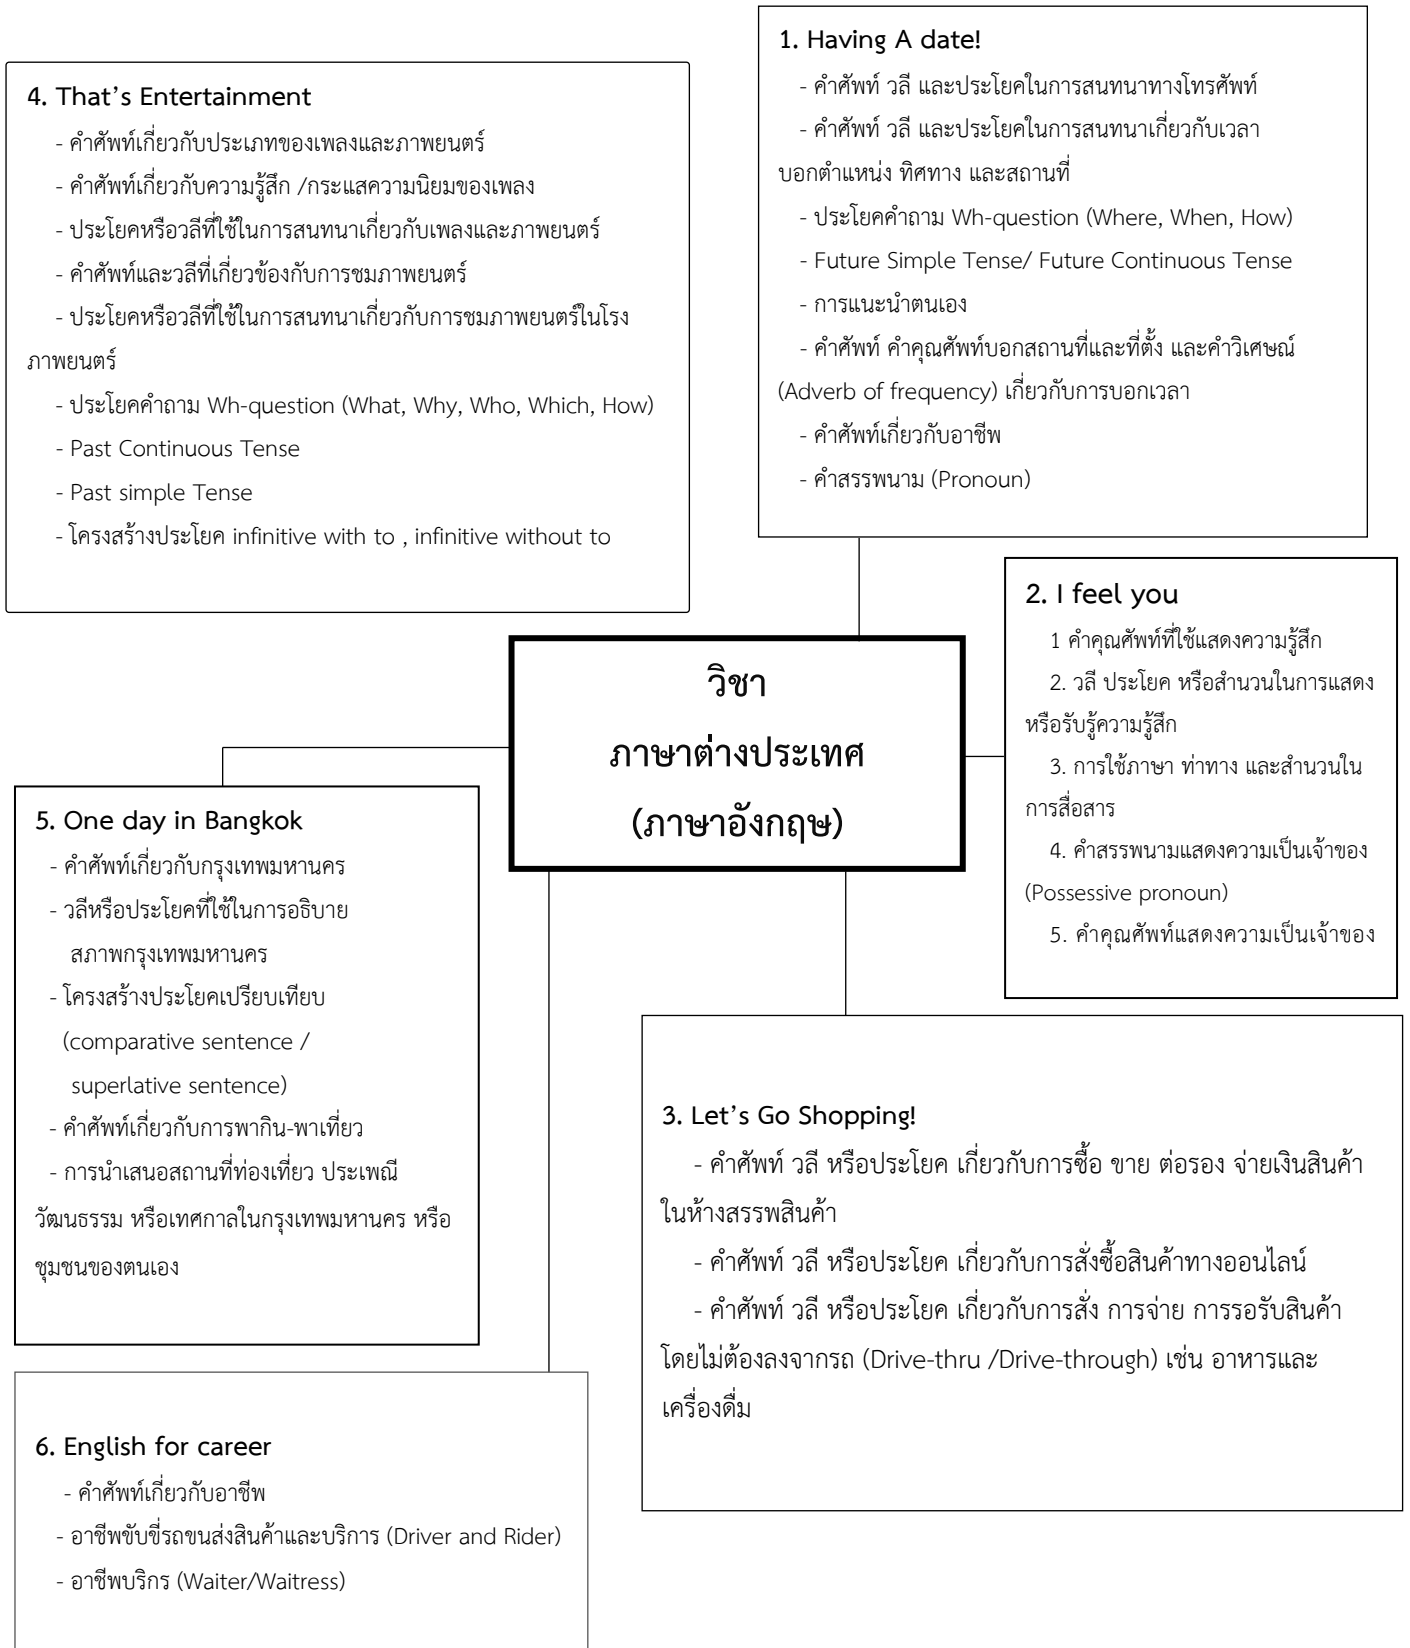 1. Having A date!
- คำศัพท์ วลี และประโยคในการสนทนาทางโทรศัพท์
- คำศัพท์ วลี และประโยคในการสนทนาเกี่ยวกับเวลา
บอกตำแหน่ง ทิศทาง และสถานที่
- ประโยคคำถาม Wh-question (Where, When, How)
- Future Simple Tense/ Future Continuous Tense
- การแนะนำตนเอง
- คำศัพท์ คำคุณศัพท์บอกสถานที่และที่ตั้ง และคำวิเศษณ์
(Adverb of frequency) เกี่ยวกับการบอกเวลา
- คำศัพท์เกี่ยวกับอาชีพ
- คำสรรพนาม (Pronoun)
4. That’s Entertainment
- คำศัพท์เกี่ยวกับประเภทของเพลงและภาพยนตร์
- คำศัพท์เกี่ยวกับความรู้สึก /กระแสความนิยมของเพลง
- ประโยคหรือวลีที่ใช้ในการสนทนาเกี่ยวกับเพลงและภาพยนตร์
- คำศัพท์และวลีที่เกี่ยวข้องกับการชมภาพยนตร์
- ประโยคหรือวลีที่ใช้ในการสนทนาเกี่ยวกับการชมภาพยนตร์ในโรง
ภาพยนตร์
- ประโยคคำถาม Wh-question (What, Why, Who, Which, How)
- Past Continuous Tense
- Past simple Tense
- โครงสร้างประโยค infinitive with to , infinitive without to
2. I feel you
1 คำคุณศัพท์ที่ใช้แสดงความรู้สึก
2. วลี ประโยค หรือสำนวนในการแสดง
หรือรับรู้ความรู้สึก
3. การใช้ภาษา ท่าทาง และสำนวนใน
การสื่อสาร
4. คำสรรพนามแสดงความเป็นเจ้าของ
(Possessive pronoun)
5. คำคุณศัพท์แสดงความเป็นเจ้าของ
วิชา
ภาษาต่างประเทศ
(ภาษาอังกฤษ)
5. One day in Bangkok
- คำศัพท์เกี่ยวกับกรุงเทพมหานคร
- วลีหรือประโยคที่ใช้ในการอธิบาย
สภาพกรุงเทพมหานคร
- โครงสร้างประโยคเปรียบเทียบ
(comparative sentence /
superlative sentence)
- คำศัพท์เกี่ยวกับการพากิน-พาเที่ยว
- การนำเสนอสถานที่ท่องเที่ยว ประเพณี
วัฒนธรรม หรือเทศกาลในกรุงเทพมหานคร หรือ
ชุมชนของตนเอง
3. Let’s Go Shopping!
- คำศัพท์ วลี หรือประโยค เกี่ยวกับการซื้อ ขาย ต่อรอง จ่ายเงินสินค้า
ในห้างสรรพสินค้า
- คำศัพท์ วลี หรือประโยค เกี่ยวกับการสั่งซื้อสินค้าทางออนไลน์
- คำศัพท์ วลี หรือประโยค เกี่ยวกับการสั่ง การจ่าย การรอรับสินค้า
โดยไม่ต้องลงจากรถ (Drive-thru /Drive-through) เช่น อาหารและ
เครื่องดื่ม
6. English for career
- คำศัพท์เกี่ยวกับอาชีพ
- อาชีพขับขี่รถขนส่งสินค้าและบริการ (Driver and Rider)
- อาชีพบริกร (Waiter/Waitress)